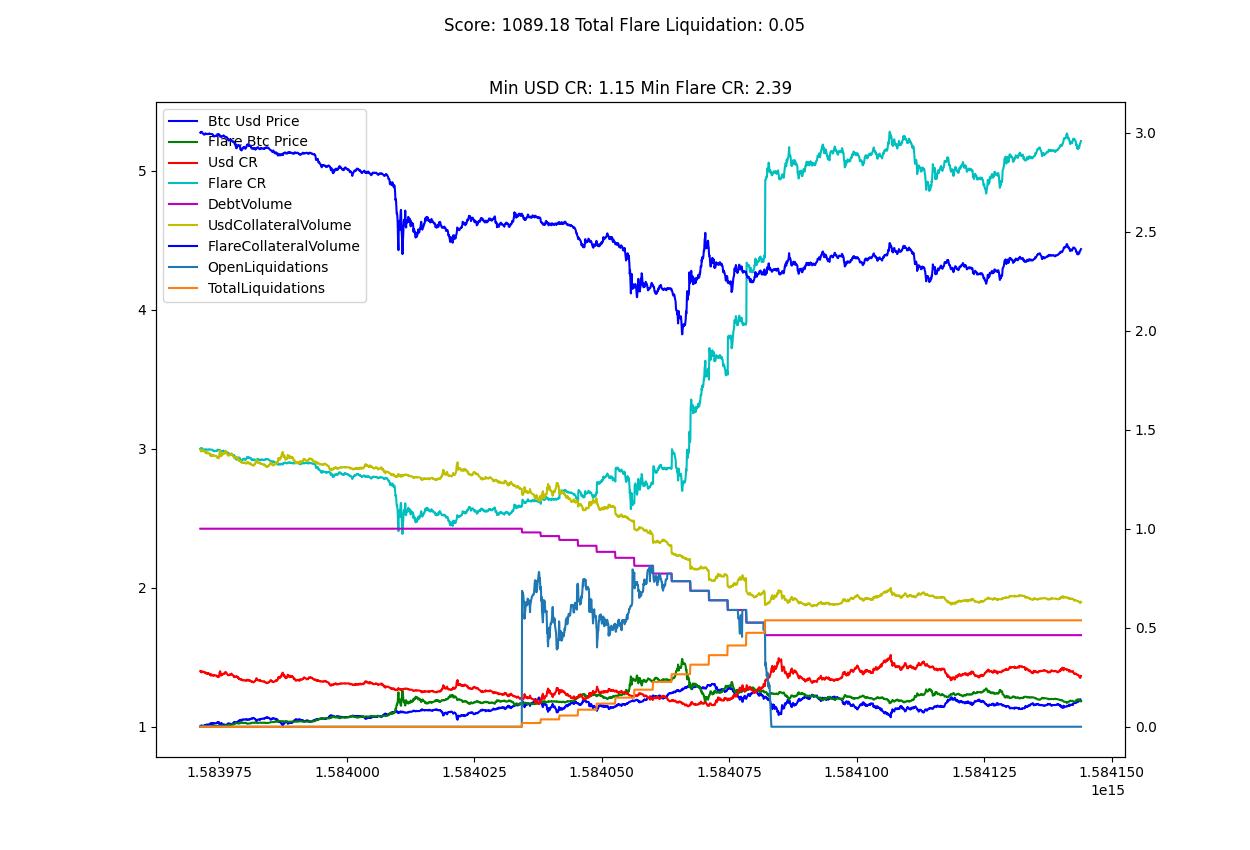 Score: 1089.18 Total Flare Liquidation: 0.05
Min USD CR: 1.15 Min Flare CR: 2.39
Btc Usd Price
Flare Btc Price
Usd CR
Flare CR
DebtVolume
UsdCollateralVolume
FlareCollateralVolume
OpenLiquidations
TotalLiquidations
5
4
3
2
1
3.0
2.5
2.0
1.5
1.0
0.5
0.0
1.583975 1.584000 1.584025 1.584050 1.584075 1.584100 1.584125 1.584150
1e15